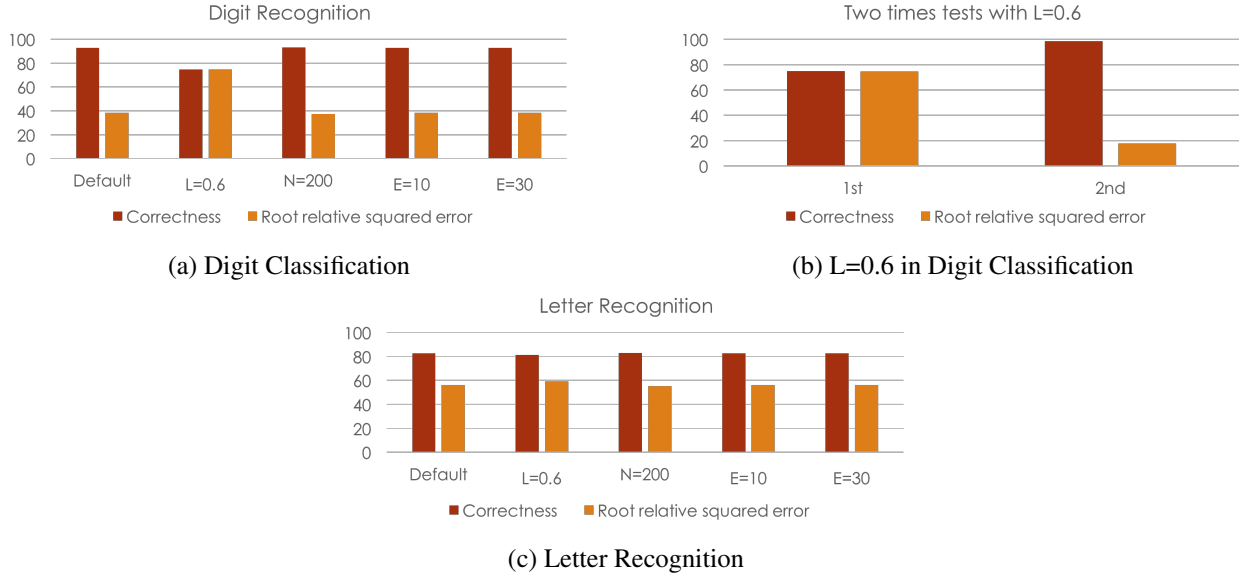 Digit Recognition
100
80
60
40
20
0
Default L=0.6 N=200 E=10 E=30
Correctness Root relative squared error
(a) Digit Classification
Two times tests with L=0.6
100
80
60
40
20
0
1st 2nd
Correctness Root relative squared error
(b) L=0.6 in Digit Classification
Letter Recognition
100
80
60
40
20
0
Default L=0.6 N=200 E=10 E=30
Correctness Root relative squared error
(c) Letter Recognition